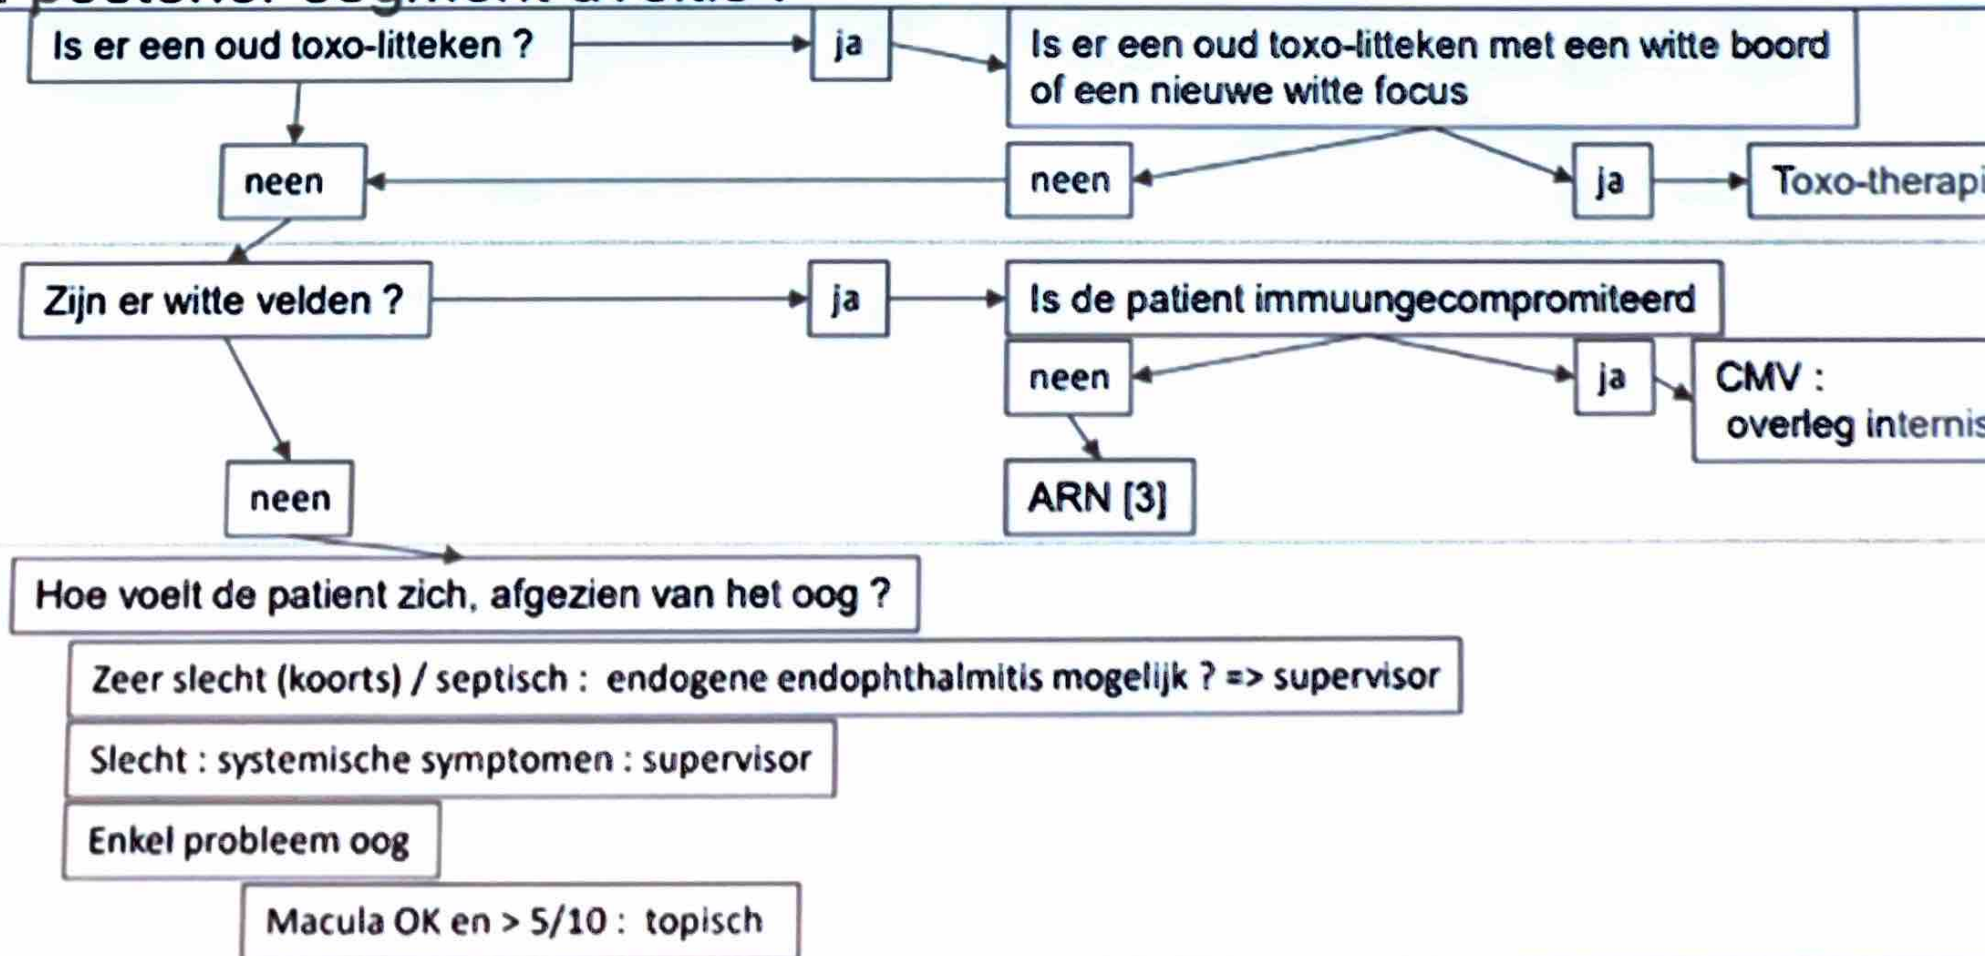 Is er een oud toxo-litteken ?
ja
Is er een oud toxo-litteken met een witte boord
of een nieuwe witte focus
neen
neen
ja
Toxo-therapi
Zijn er witte velden ?
ja
Is de patient immuungecompromiteerd
neen
ja
CMV :
overleg internis
neen
ARN [3]
Hoe voelt de patient zich, afgezien van het oog ?
Zeer slecht (koorts) / septisch : endogene endophthalmitis mogelijk ? => supervisor
Slecht : systemische symptomen : supervisor
Enkel probleem oog
Macula OK en > 5/10 : topisch